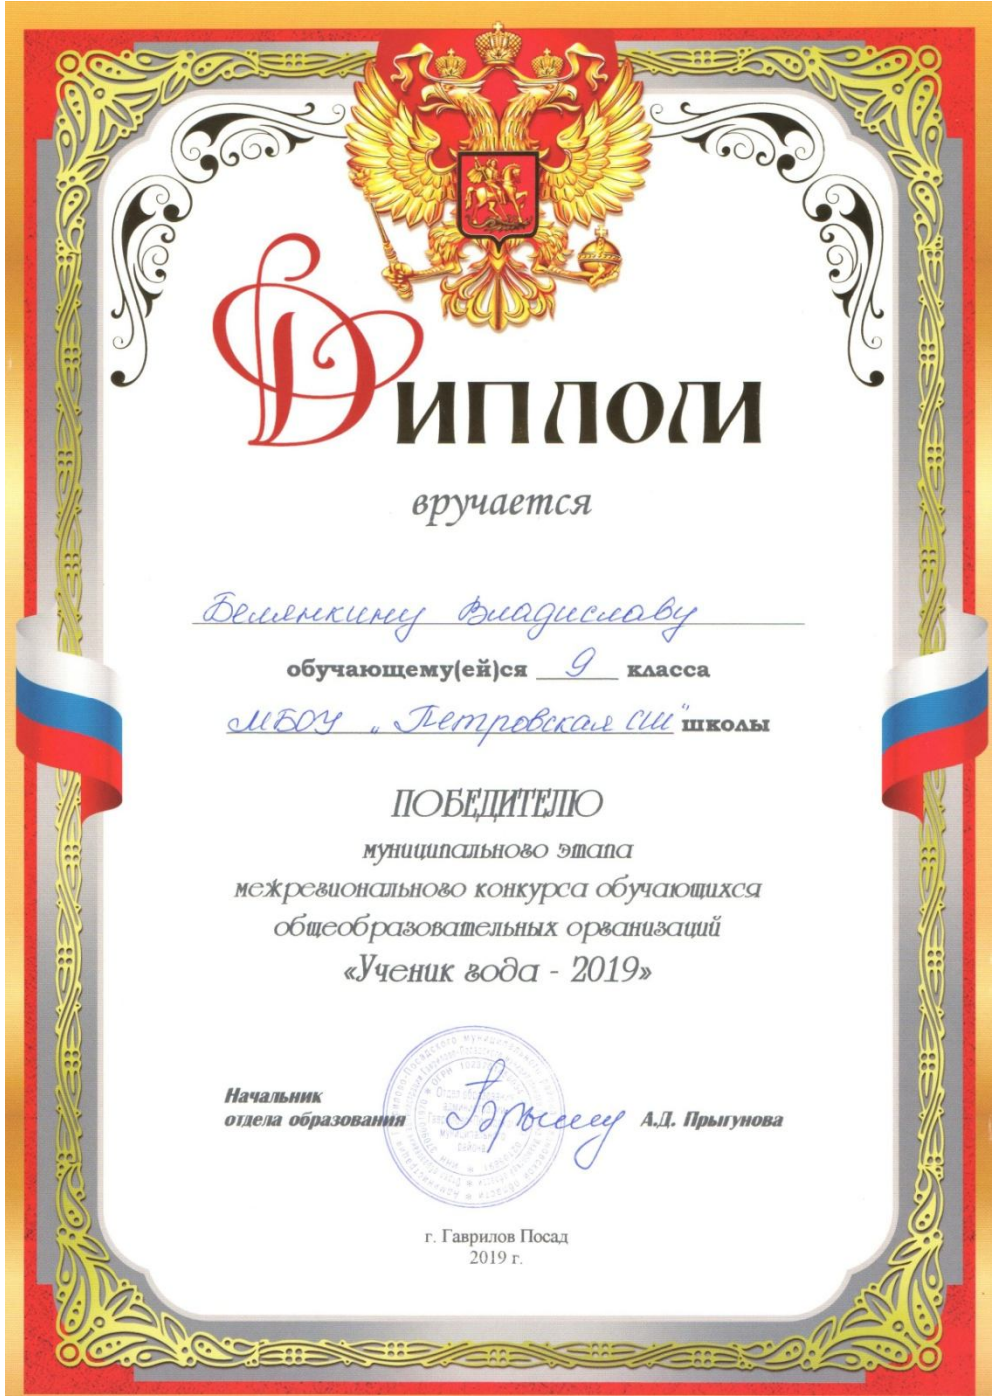 Диплом
вручается
Белянкину Владиславу
обучающему(ей)ся 9 класса
МБОУ „Петровская СШ" школы
ПОБЕДИТЕЛЮ
муниципального этапа
межрегионального конкурса обучающихся
общеобразовательных организаций
«Ученик года - 2019»
Начальник
отдела образования А.Д. Прыгунова
г. Гаврилов Посад
2019 г.